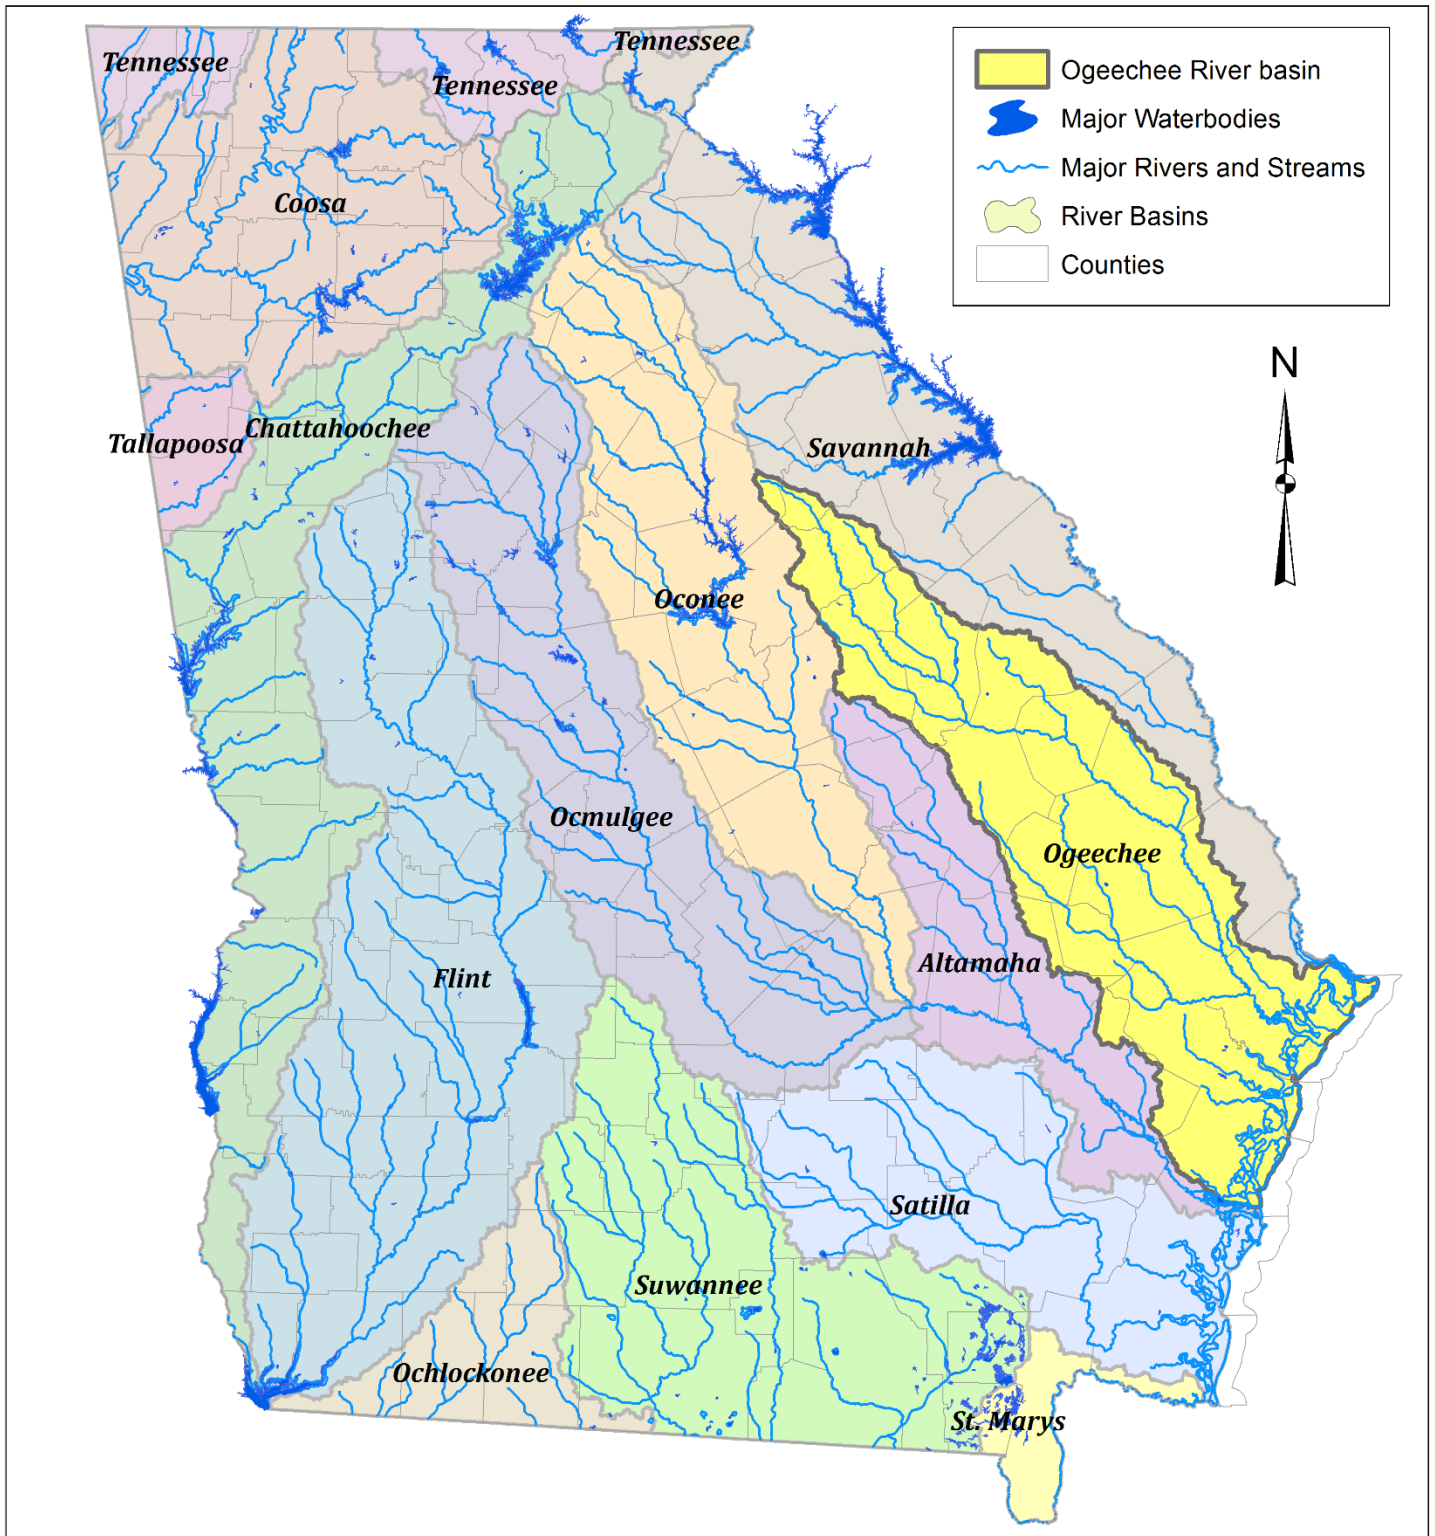 Tennessee
Tennessee
Tennessee
Coosa
Tallapoosa
Chattahoochee
Savannah
Oconee
Ocmulgee
Ogeechee
Flint
Altamaha
Satilla
Suwannee
Ochlockonee
St. Marys
Ogeechee River basin
Major Waterbodies
Major Rivers and Streams
River Basins
Counties
N